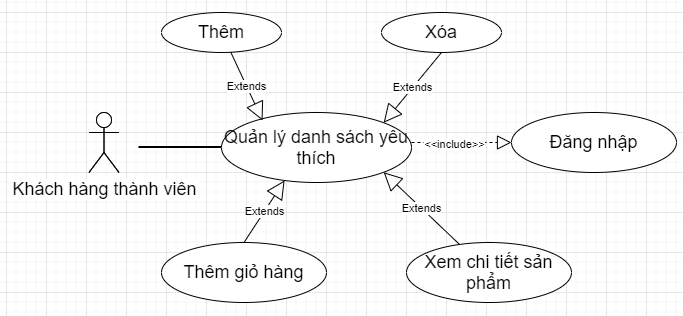 Thêm
Xóa
Extends
Extends
Quản lý danh sách yêu
thích
<<include>>
Đăng nhập
Khách hàng thành viên
Extends
Extends
Thêm giỏ hàng
Xem chi tiết sản
phẩm